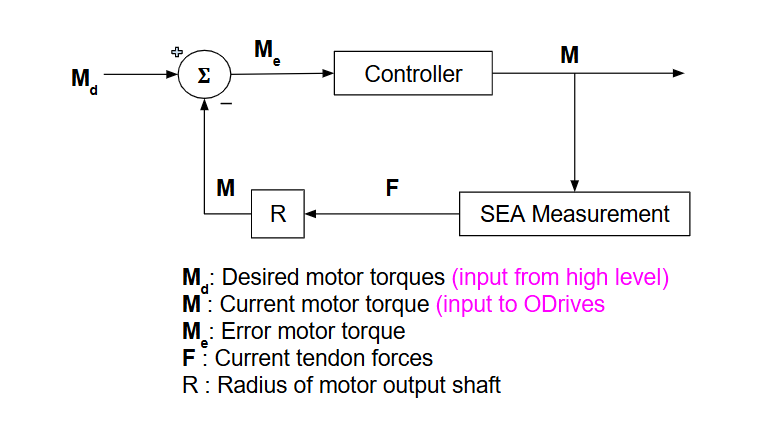 M_d
+
Σ
−
M_e
Controller
M
M
R
F
SEA Measurement
M_d : Desired motor torques (input from high level)
M : Current motor torque (input to ODrives
M_e : Error motor torque
F : Current tendon forces
R : Radius of motor output shaft